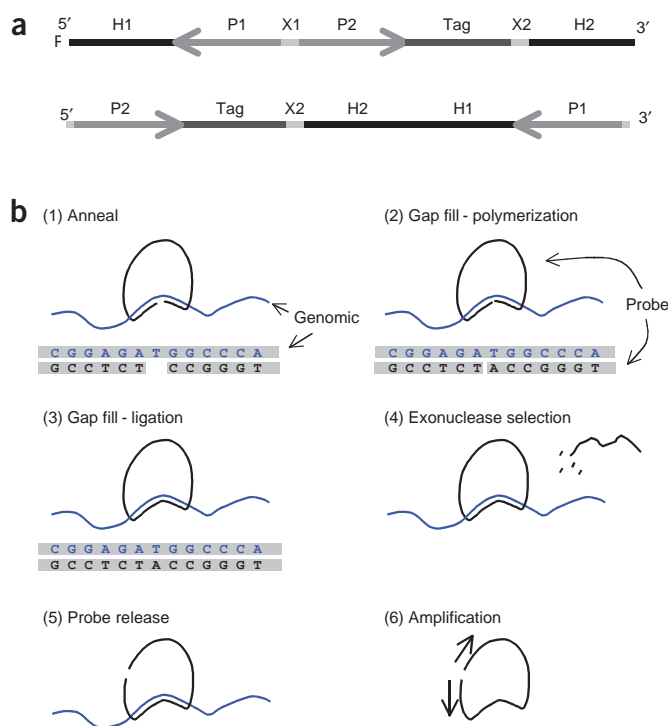 a
5′ H1 P1 X1 P2 Tag X2 H2 3′
F
5′ P2 Tag X2 H2 H1 P1 3′
b
(1) Anneal
(2) Gap fill - polymerization
Genomic
Probe
C G G A G A T G G C C C A
G C C T C T C C G G G T
C G G A G A T G G C C C A
G C C T C T A C C G G G T
(3) Gap fill - ligation
(4) Exonuclease selection
C G G A G A T G G C C C A
G C C T C T A C C G G G T
(5) Probe release
(6) Amplification